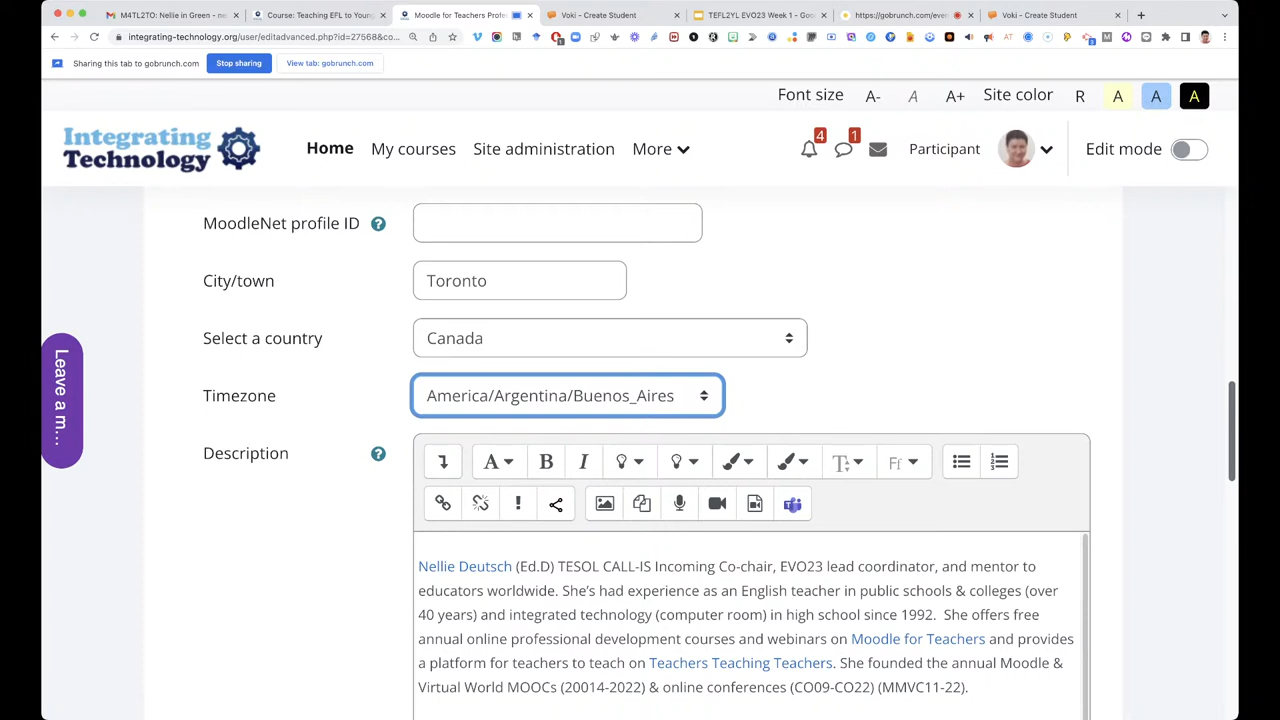 M4TL2TO: Nellie in Green - ne
Course: Teaching EFL to Young
Moodle for Teachers Profe
Voki - Create Student
TEFL2YL EVO23 Week 1 - Goo
https://gobrunch.com/even
Voki - Create Student
integrating-technology.org/user/editadvanced.php?id=27568&co...
Sharing this tab to gobrunch.com
Stop sharing
View tab: gobrunch.com
Font size A- A A+ Site color R A A A
Integrating
Technology
Home My courses Site administration More
4 1
Participant
Edit mode
MoodleNet profile ID ?
City/town Toronto
Select a country Canada
Timezone America/Argentina/Buenos_Aires
Leave a m...
Description ?
Nellie Deutsch (Ed.D) TESOL CALL-IS Incoming Co-chair, EVO23 lead coordinator, and mentor to
educators worldwide. She's had experience as an English teacher in public schools & colleges (over
40 years) and integrated technology (computer room) in high school since 1992.  She offers free
annual online professional development courses and webinars on Moodle for Teachers and provides
a platform for teachers to teach on Teachers Teaching Teachers. She founded the annual Moodle &
Virtual World MOOCs (20014-2022) & online conferences (CO09-CO22) (MMVC11-22).